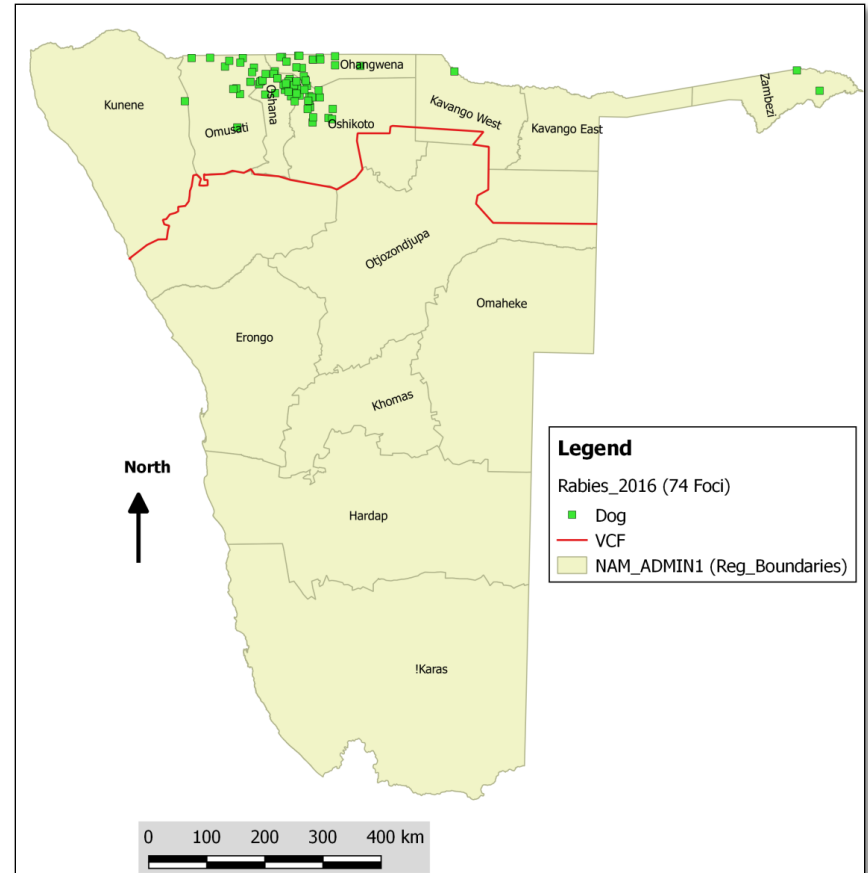 Ohangwena
Kunene
Oshana
Zambezi
Kavango West
Omusati
Oshikoto
Kavango East
Otjozondjupa
Omaheke
Erongo
Khomas
North
Hardap
!Karas
Legend
Rabies_2016 (74 Foci)
Dog
VCF
NAM_ADMIN1 (Reg_Boundaries)
0 100 200 300 400 km